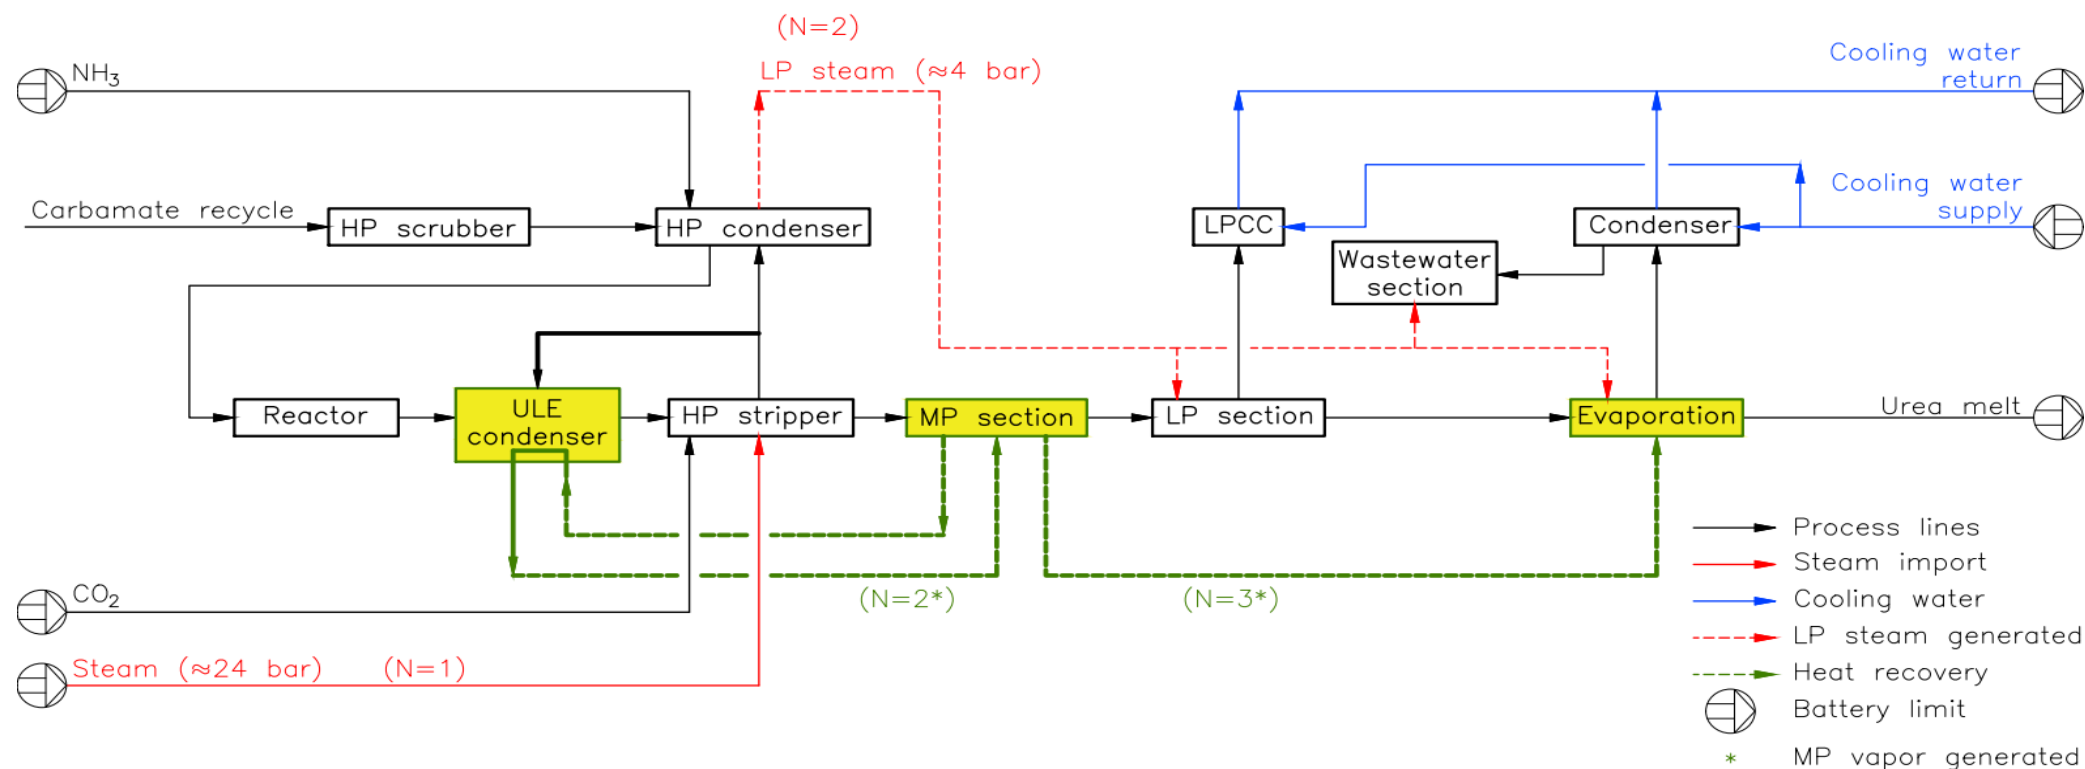 (N=2)
LP steam (≈4 bar)
NH₃
Cooling water
return
Carbamate recycle
HP scrubber
HP condenser
LPCC
Condenser
Cooling water
supply
Wastewater
section
Reactor
ULE
condenser
HP stripper
MP section
LP section
Evaporation
Urea melt
(N=2*)
(N=3*)
CO₂
Steam (≈24 bar) (N=1)
Process lines
Steam import
Cooling water
LP steam generated
Heat recovery
Battery limit
* MP vapor generated